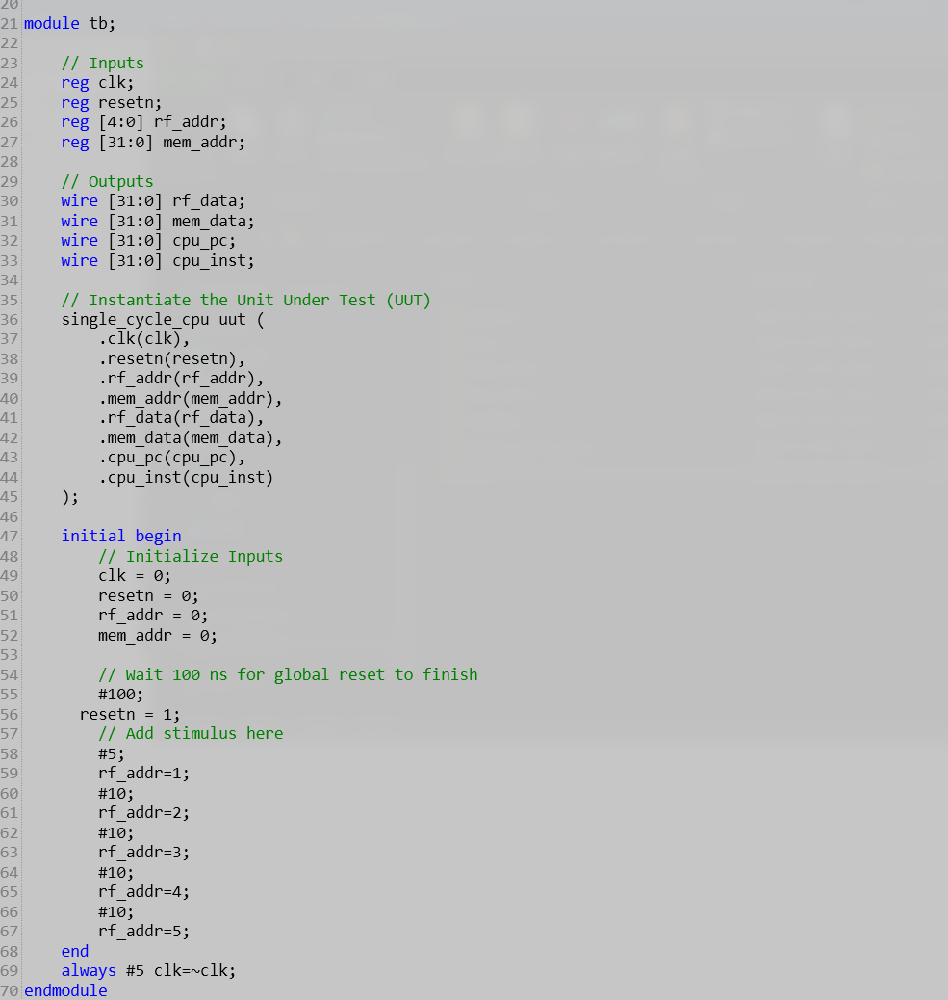 20
21 module tb;
22
23     // Inputs
24     reg clk;
25     reg resetn;
26     reg [4:0] rf_addr;
27     reg [31:0] mem_addr;
28
29     // Outputs
30     wire [31:0] rf_data;
31     wire [31:0] mem_data;
32     wire [31:0] cpu_pc;
33     wire [31:0] cpu_inst;
34
35     // Instantiate the Unit Under Test (UUT)
36     single_cycle_cpu uut (
37         .clk(clk),
38         .resetn(resetn),
39         .rf_addr(rf_addr),
40         .mem_addr(mem_addr),
41         .rf_data(rf_data),
42         .mem_data(mem_data),
43         .cpu_pc(cpu_pc),
44         .cpu_inst(cpu_inst)
45     );
46
47     initial begin
48         // Initialize Inputs
49         clk = 0;
50         resetn = 0;
51         rf_addr = 0;
52         mem_addr = 0;
53
54         // Wait 100 ns for global reset to finish
55         #100;
56       resetn = 1;
57         // Add stimulus here
58         #5;
59         rf_addr=1;
60         #10;
61         rf_addr=2;
62         #10;
63         rf_addr=3;
64         #10;
65         rf_addr=4;
66         #10;
67         rf_addr=5;
68     end
69     always #5 clk=~clk;
70 endmodule